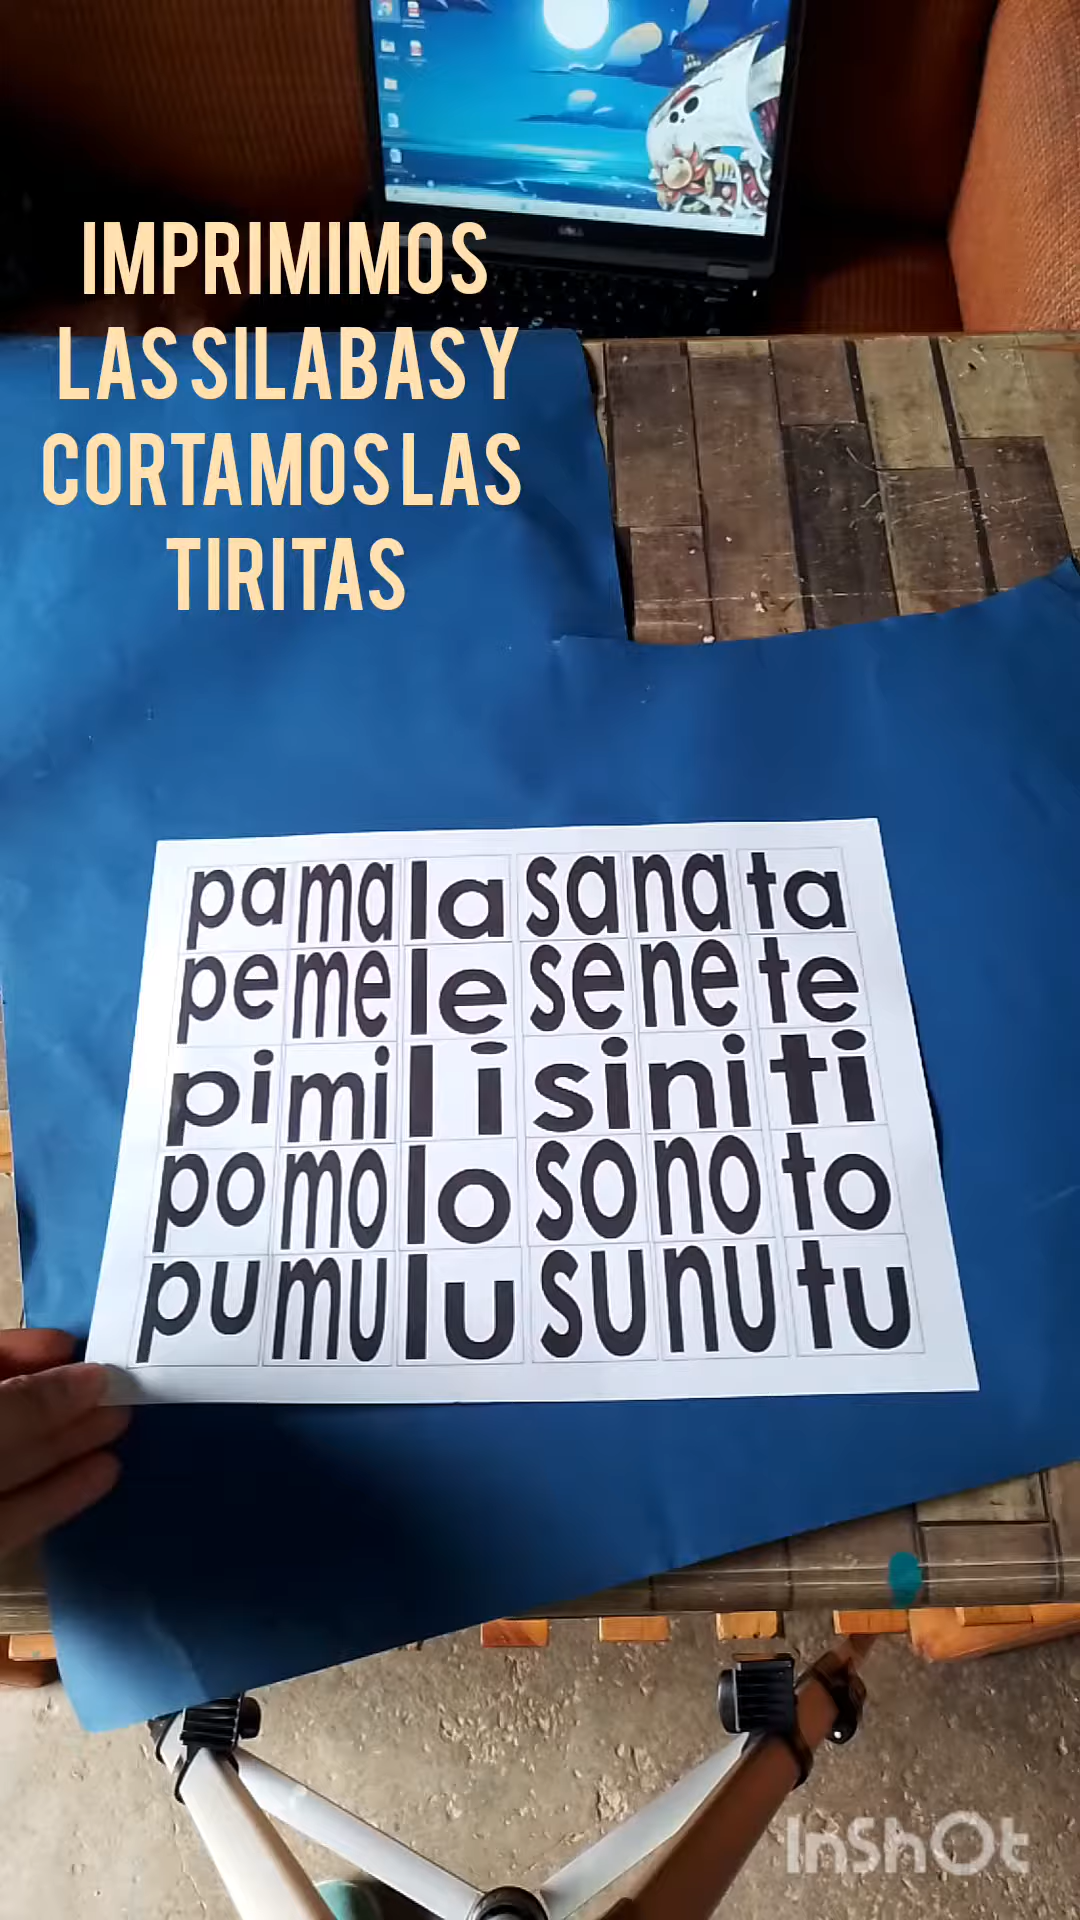 IMPRIMIMOS
LAS SILABAS Y
CORTAMOS LAS
TIRITAS
pa ma la sa na ta
pe me le se ne te
pi mi li si ni ti
po mo lo so no to
pu mu lu su nu tu
InShOt